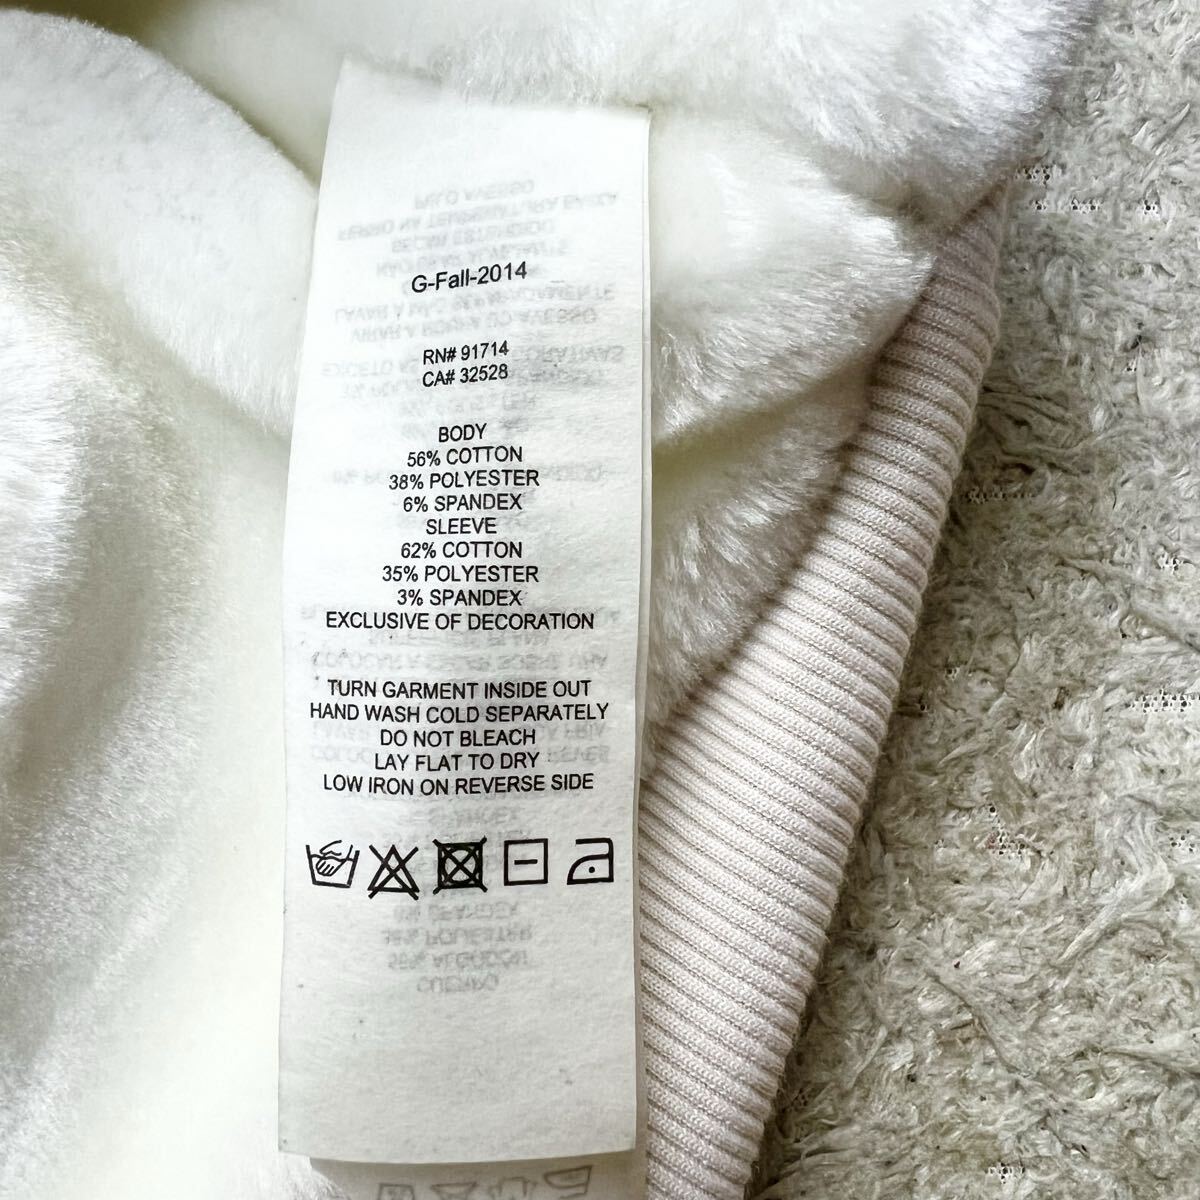 G-Fall-2014
RN# 91714
CA# 32528
BODY
56% COTTON
38% POLYESTER
6% SPANDEX
SLEEVE
62% COTTON
35% POLYESTER
3% SPANDEX
EXCLUSIVE OF DECORATION
TURN GARMENT INSIDE OUT
HAND WASH COLD SEPARATELY
DO NOT BLEACH
LAY FLAT TO DRY
LOW IRON ON REVERSE SIDE